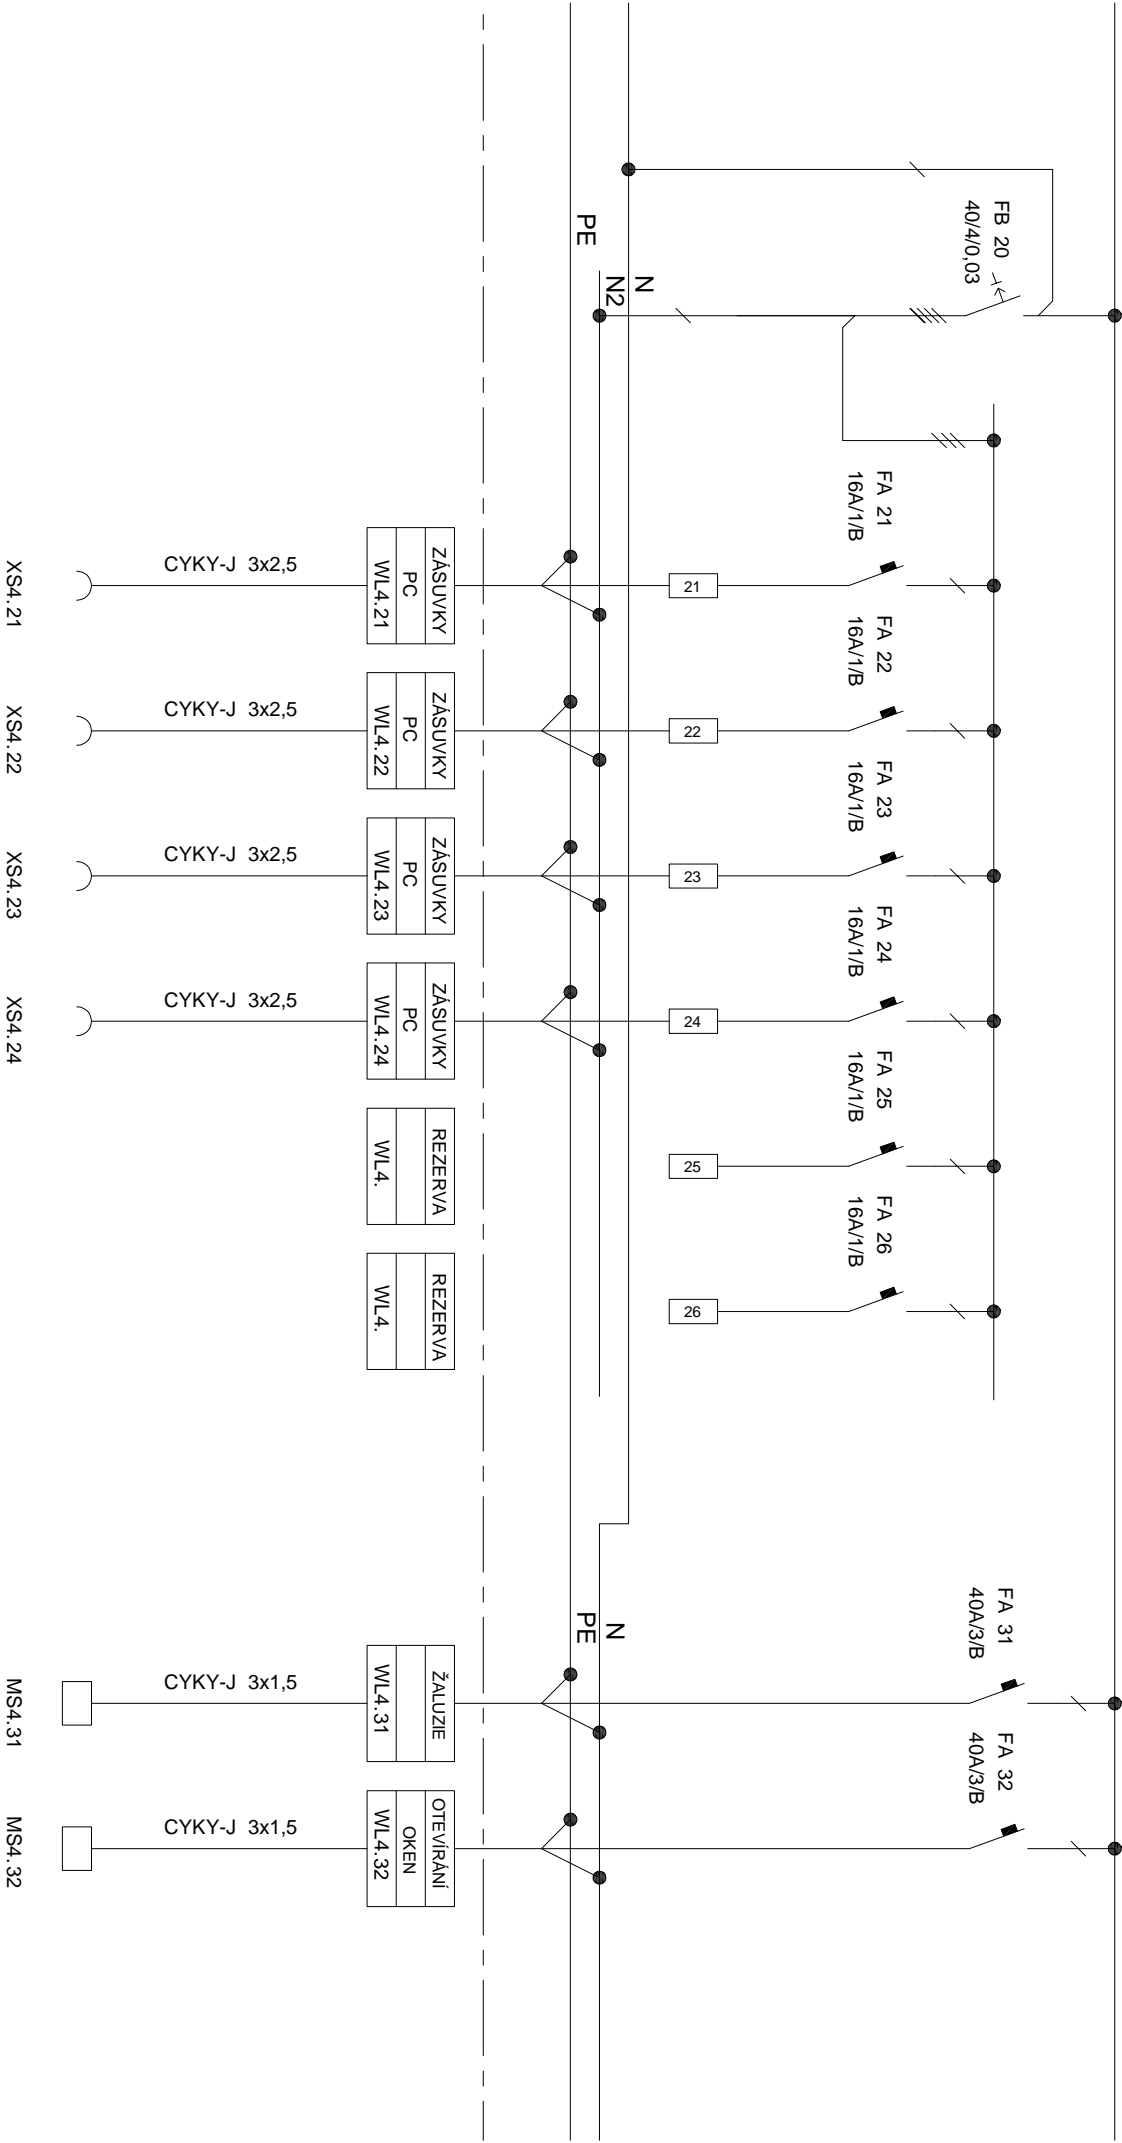 FB 20
40/4/0,03
FA 21
16A/1/B
FA 22
16A/1/B
FA 23
16A/1/B
FA 24
16A/1/B
FA 25
16A/1/B
FA 26
16A/1/B
FA 31
40A/3/B
FA 32
40A/3/B
21
22
23
24
25
26
N
N2
PE
N
PE
ZÁSUVKY
PC
WL4.21
ZÁSUVKY
PC
WL4.22
ZÁSUVKY
PC
WL4.23
ZÁSUVKY
PC
WL4.24
REZERVA
WL4.
REZERVA
WL4.
ŽALUZIE
WL4.31
OTEVÍRÁNÍ
OKEN
WL4.32
CYKY-J 3x2,5
CYKY-J 3x2,5
CYKY-J 3x2,5
CYKY-J 3x2,5
CYKY-J 3x1,5
CYKY-J 3x1,5
XS4.21
XS4.22
XS4.23
XS4.24
MS4.31
MS4.32